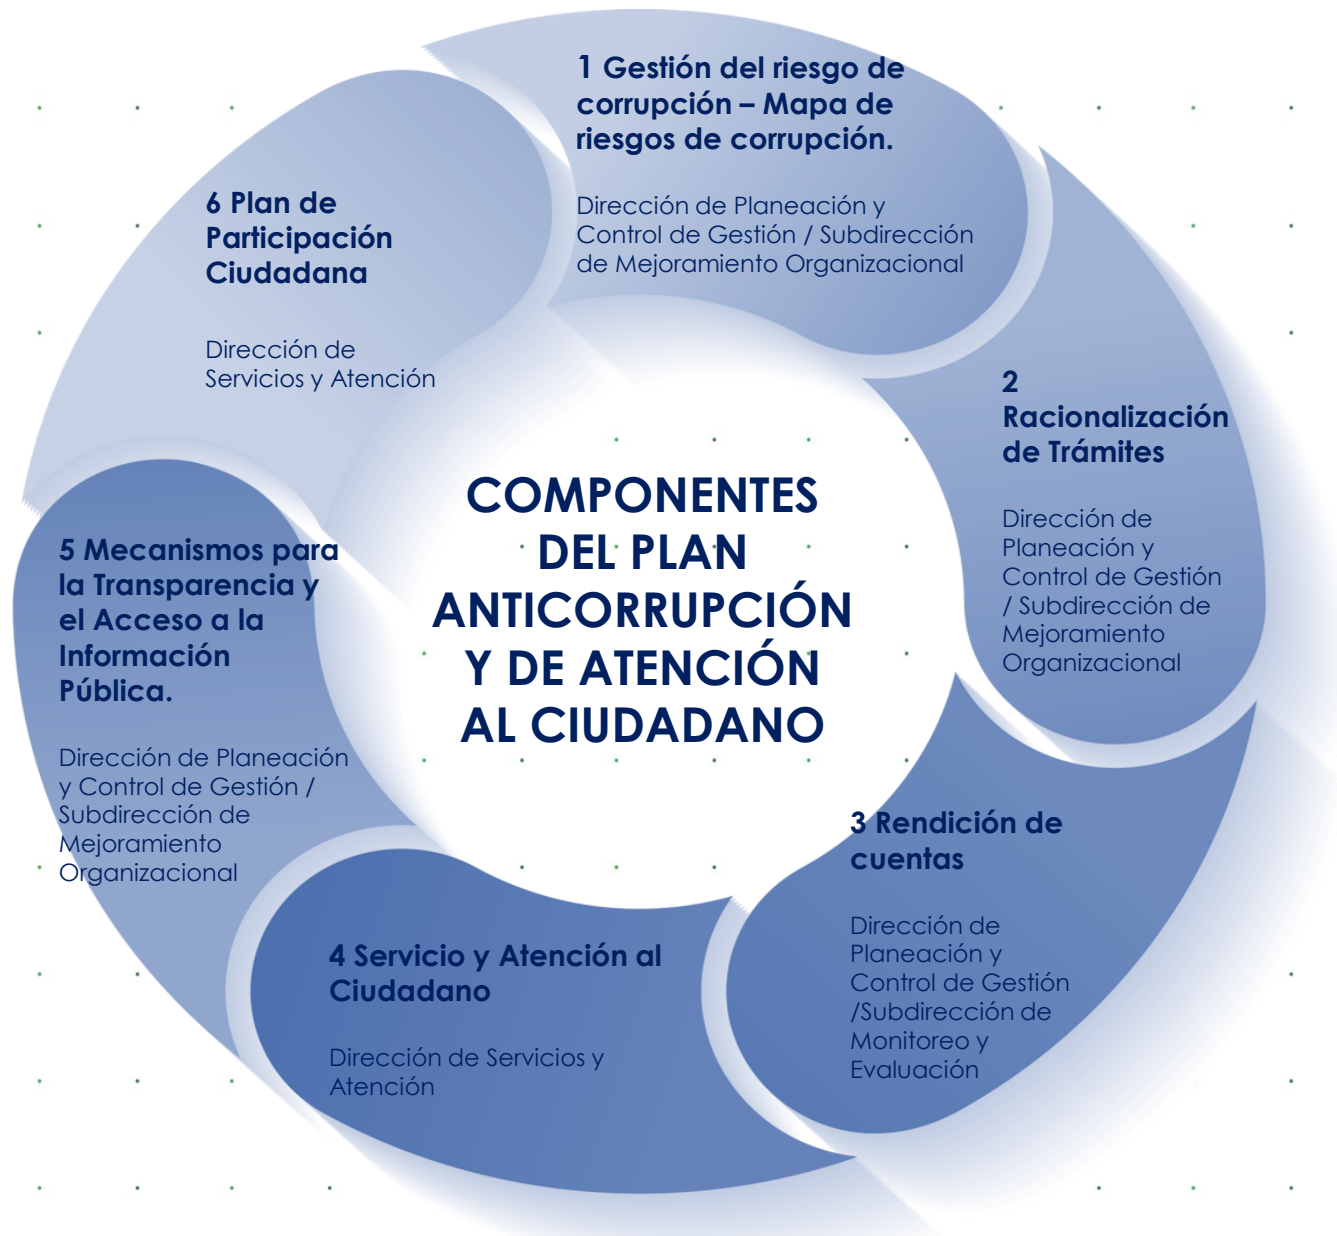 1 Gestión del riesgo de
corrupción – Mapa de
riesgos de corrupción.
Dirección de Planeación y
Control de Gestión / Subdirección
de Mejoramiento Organizacional
2
Racionalización
de Trámites
Dirección de
Planeación y
Control de Gestión
/ Subdirección de
Mejoramiento
Organizacional
3 Rendición de
cuentas
Dirección de
Planeación y
Control de Gestión
/Subdirección de
Monitoreo y
Evaluación
4 Servicio y Atención al
Ciudadano
Dirección de Servicios y
Atención
5 Mecanismos para
la Transparencia y
el Acceso a la
Información
Pública.
Dirección de Planeación
y Control de Gestión /
Subdirección de
Mejoramiento
Organizacional
6 Plan de
Participación
Ciudadana
Dirección de
Servicios y Atención
COMPONENTES
DEL PLAN
ANTICORRUPCIÓN
Y DE ATENCIÓN
AL CIUDADANO